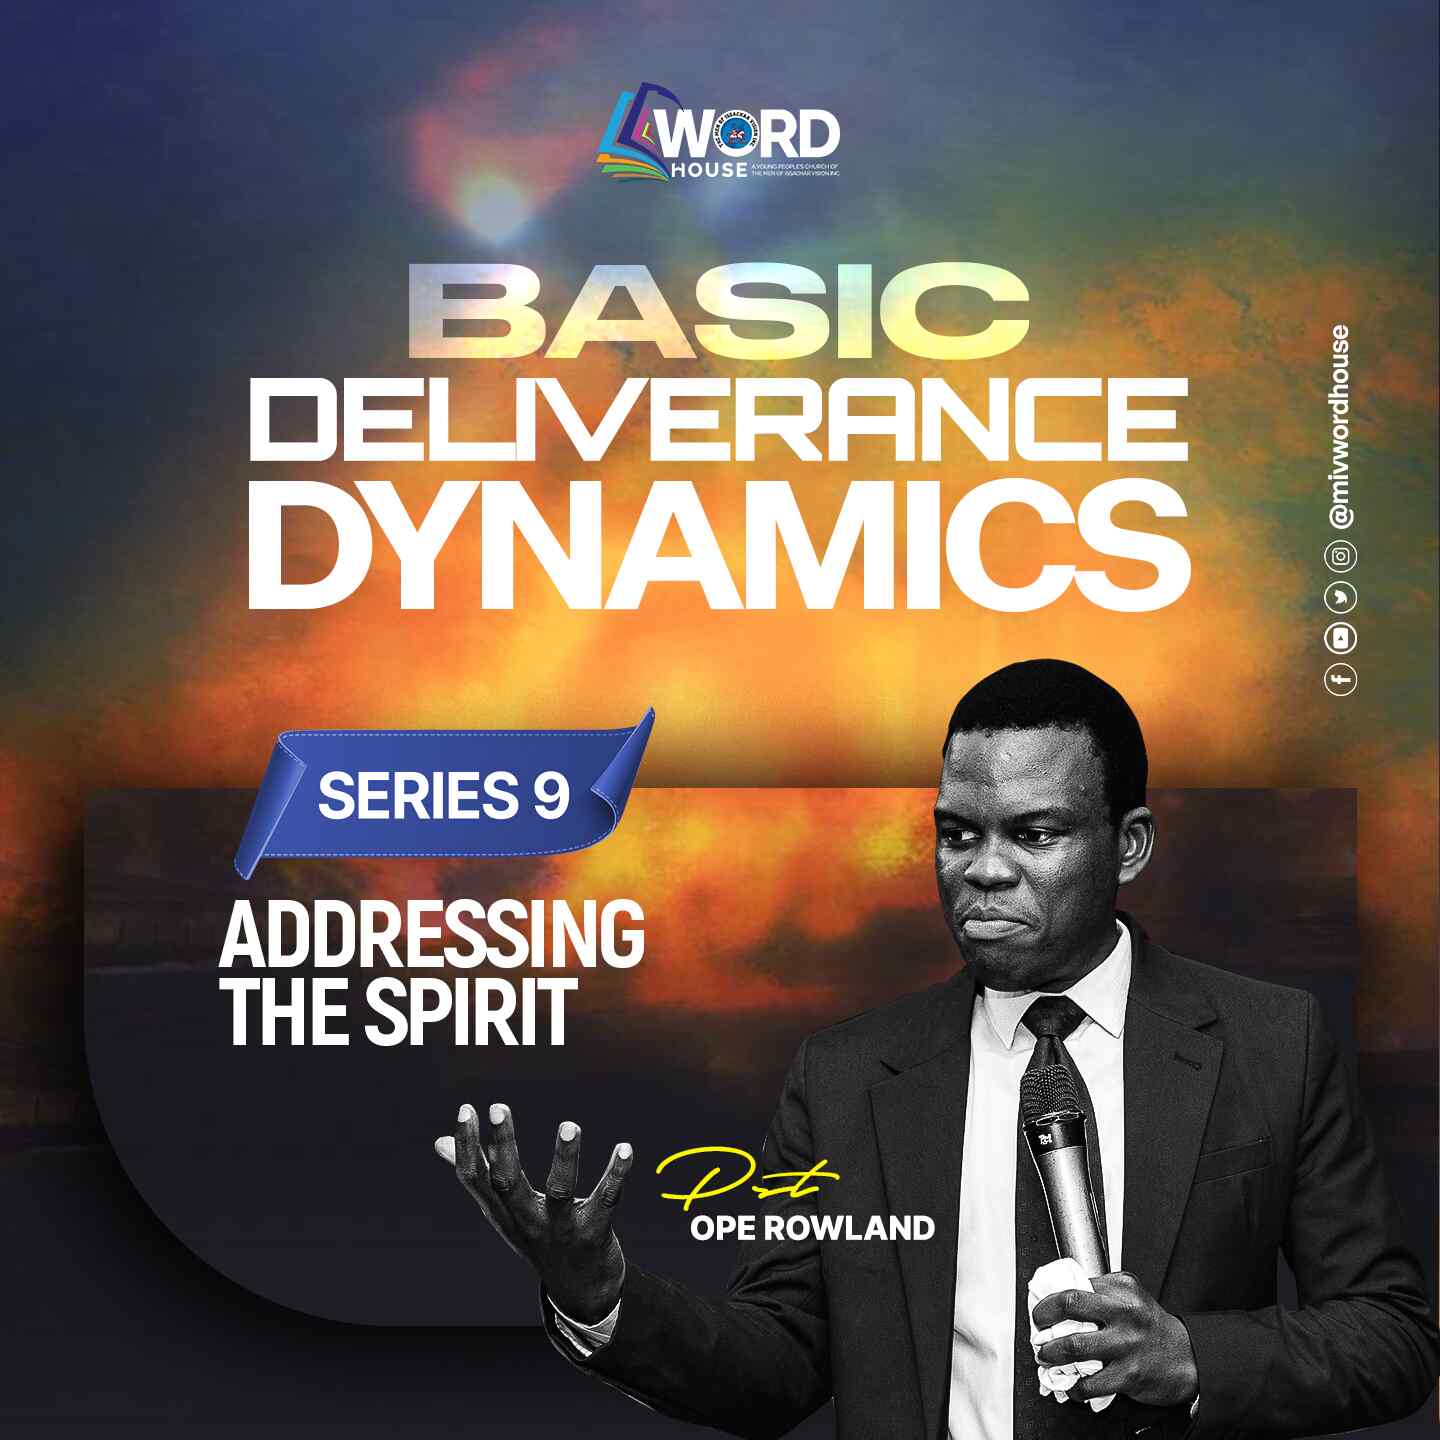 WORD
HOUSE
A YOUNG PEOPLE'S CHURCH OF
THE MEN OF ISSACHAR VISION INC
BASIC
DELIVERANCE
DYNAMICS
@mivwordhouse
SERIES 9
ADDRESSING
THE SPIRIT
Pst
OPE ROWLAND